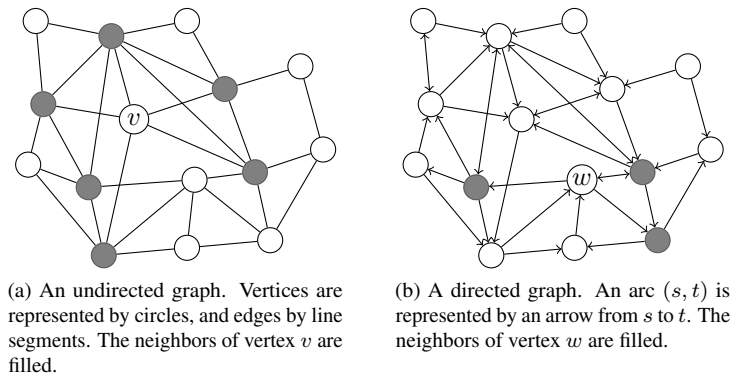 v
w
(a) An undirected graph. Vertices are
represented by circles, and edges by line
segments. The neighbors of vertex v are
filled.
(b) A directed graph. An arc (s, t) is
represented by an arrow from s to t. The
neighbors of vertex w are filled.